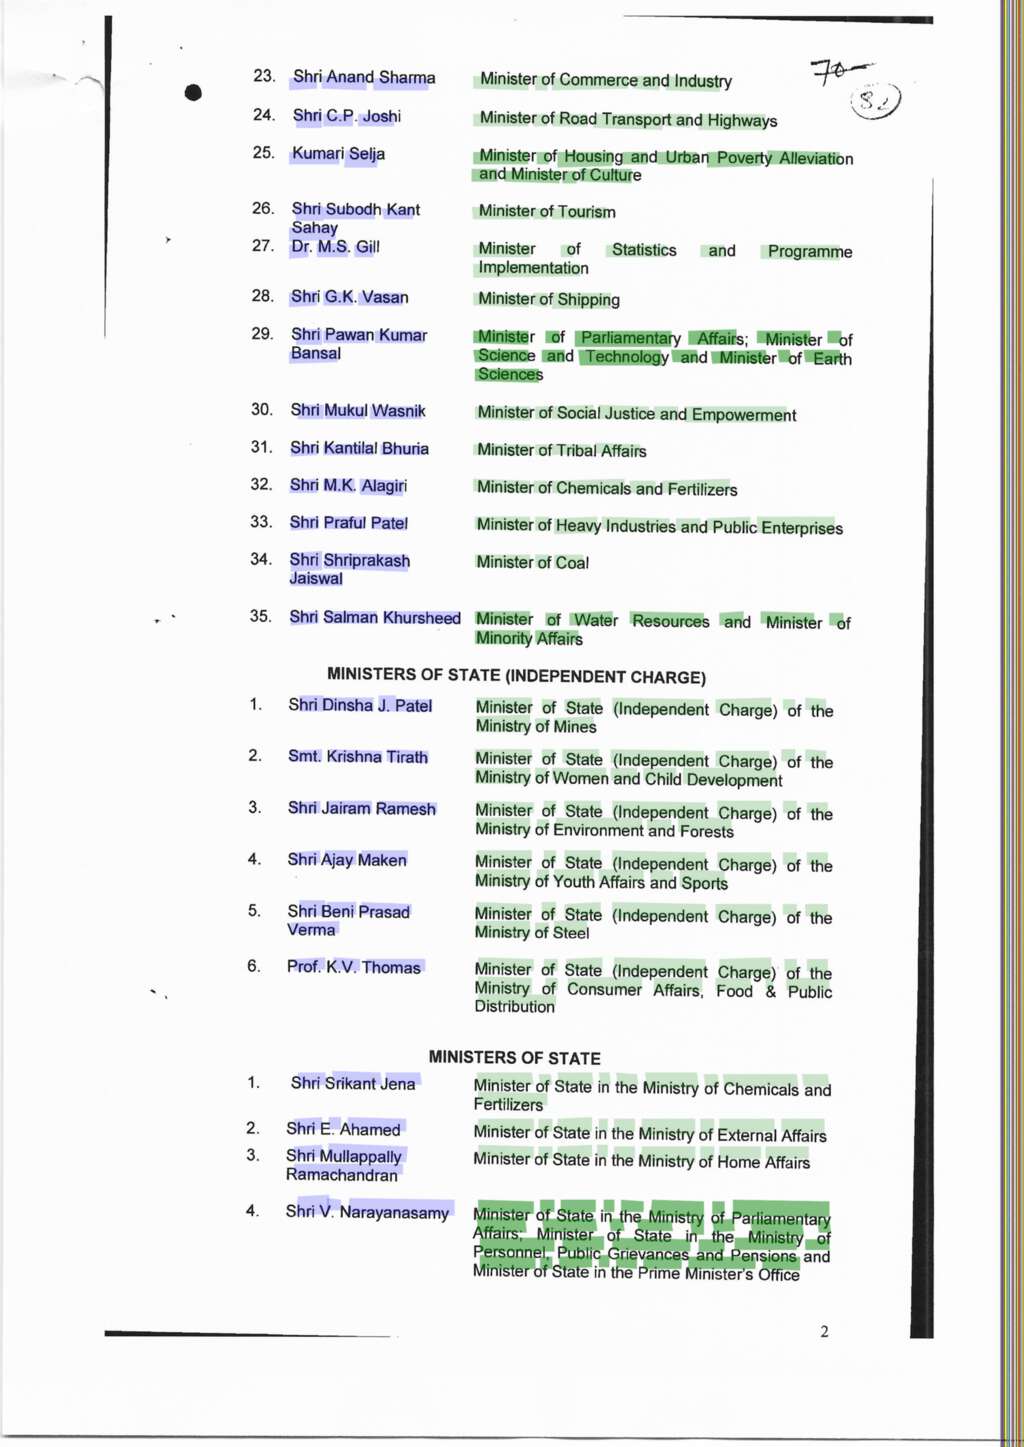 70
82
23. Shri Anand Sharma Minister of Commerce and Industry
24. Shri C.P. Joshi Minister of Road Transport and Highways
25. Kumari Selja Minister of Housing and Urban Poverty Alleviation
and Minister of Culture
26. Shri Subodh Kant Minister of Tourism
Sahay
27. Dr. M.S. Gill Minister of Statistics and Programme
Implementation
28. Shri G.K. Vasan Minister of Shipping
29. Shri Pawan Kumar Minister of Parliamentary Affairs; Minister of
Bansal Science and Technology and Minister of Earth
Sciences
30. Shri Mukul Wasnik Minister of Social Justice and Empowerment
31. Shri Kantilal Bhuria Minister of Tribal Affairs
32. Shri M.K. Alagiri Minister of Chemicals and Fertilizers
33. Shri Praful Patel Minister of Heavy Industries and Public Enterprises
34. Shri Shriprakash Minister of Coal
Jaiswal
35. Shri Salman Khursheed Minister of Water Resources and Minister of
Minority Affairs
MINISTERS OF STATE (INDEPENDENT CHARGE)
1. Shri Dinsha J. Patel Minister of State (Independent Charge) of the
Ministry of Mines
2. Smt. Krishna Tirath Minister of State (Independent Charge) of the
Ministry of Women and Child Development
3. Shri Jairam Ramesh Minister of State (Independent Charge) of the
Ministry of Environment and Forests
4. Shri Ajay Maken Minister of State (Independent Charge) of the
Ministry of Youth Affairs and Sports
5. Shri Beni Prasad Minister of State (Independent Charge) of the
Verma Ministry of Steel
6. Prof. K.V. Thomas Minister of State (Independent Charge) of the
Ministry of Consumer Affairs, Food & Public
Distribution
MINISTERS OF STATE
1. Shri Srikant Jena Minister of State in the Ministry of Chemicals and
Fertilizers
2. Shri E. Ahamed Minister of State in the Ministry of External Affairs
3. Shri Mullappally Minister of State in the Ministry of Home Affairs
Ramachandran
4. Shri V. Narayanasamy Minister of State in the Ministry of Parliamentary
Affairs; Minister of State in the Ministry of
Personnel, Public Grievances and Pensions and
Minister of State in the Prime Minister's Office
2